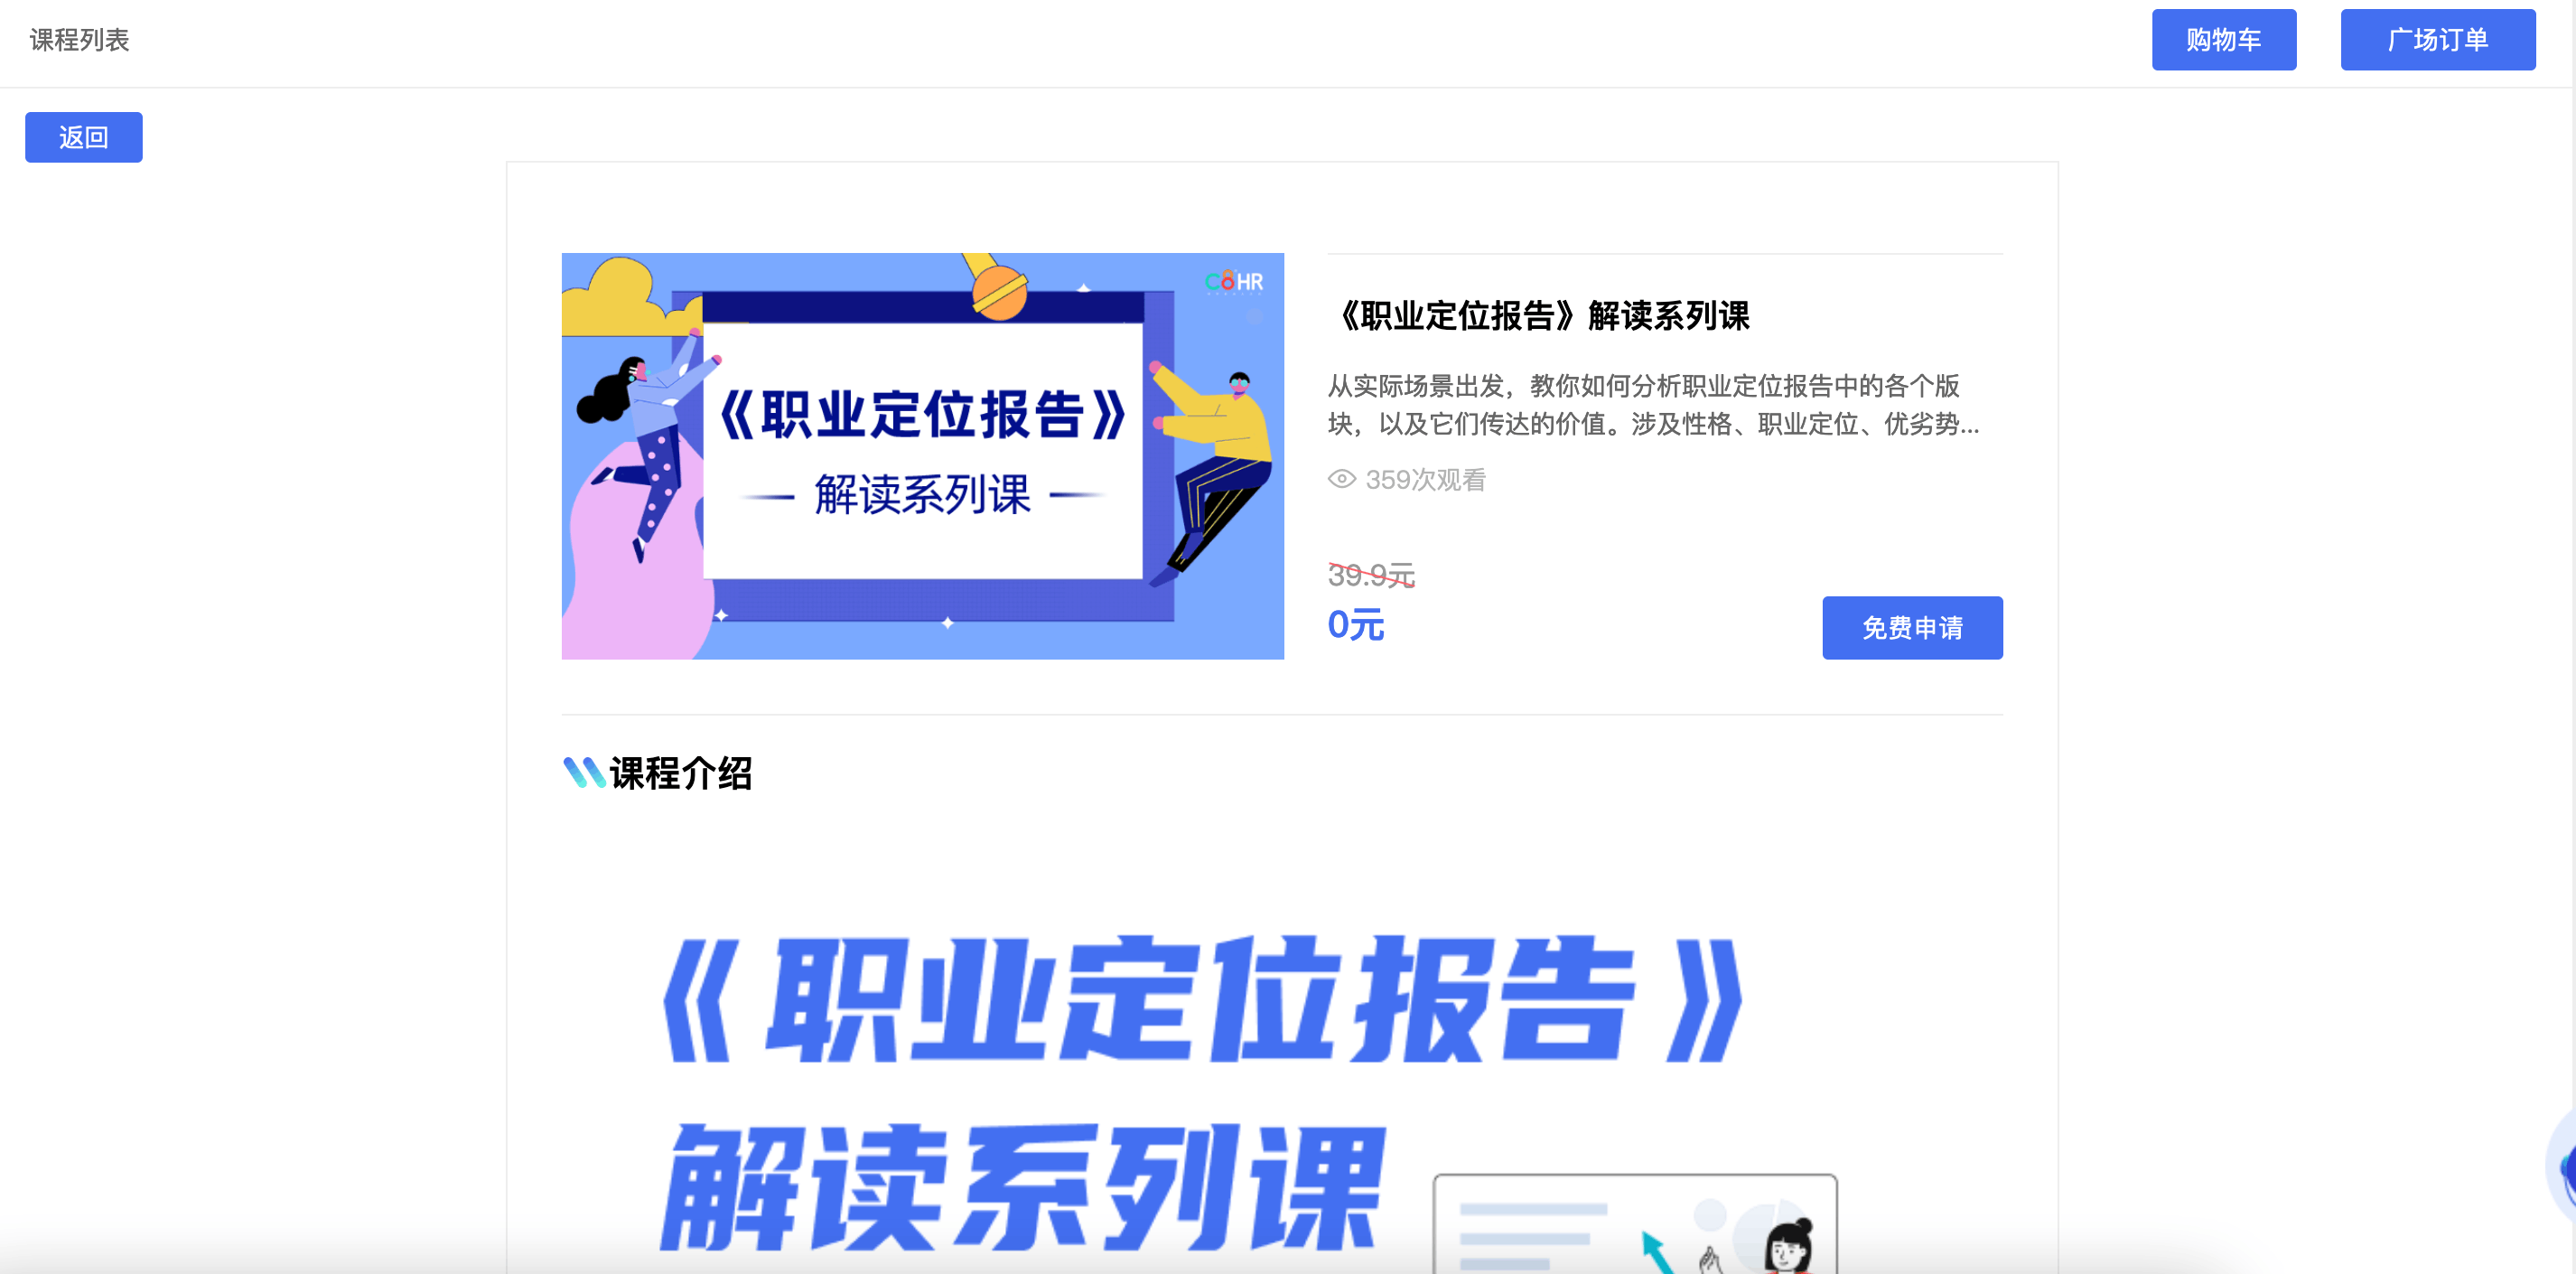 课程列表
购物车
广场订单
返回
C8HR
《职业定位报告》
解读系列课
《职业定位报告》解读系列课
从实际场景出发，教你如何分析职业定位报告中的各个版
块，以及它们传达的价值。涉及性格、职业定位、优劣势...
359次观看
39.9元
0元
免费申请
课程介绍
《职业定位报告》
解读系列课